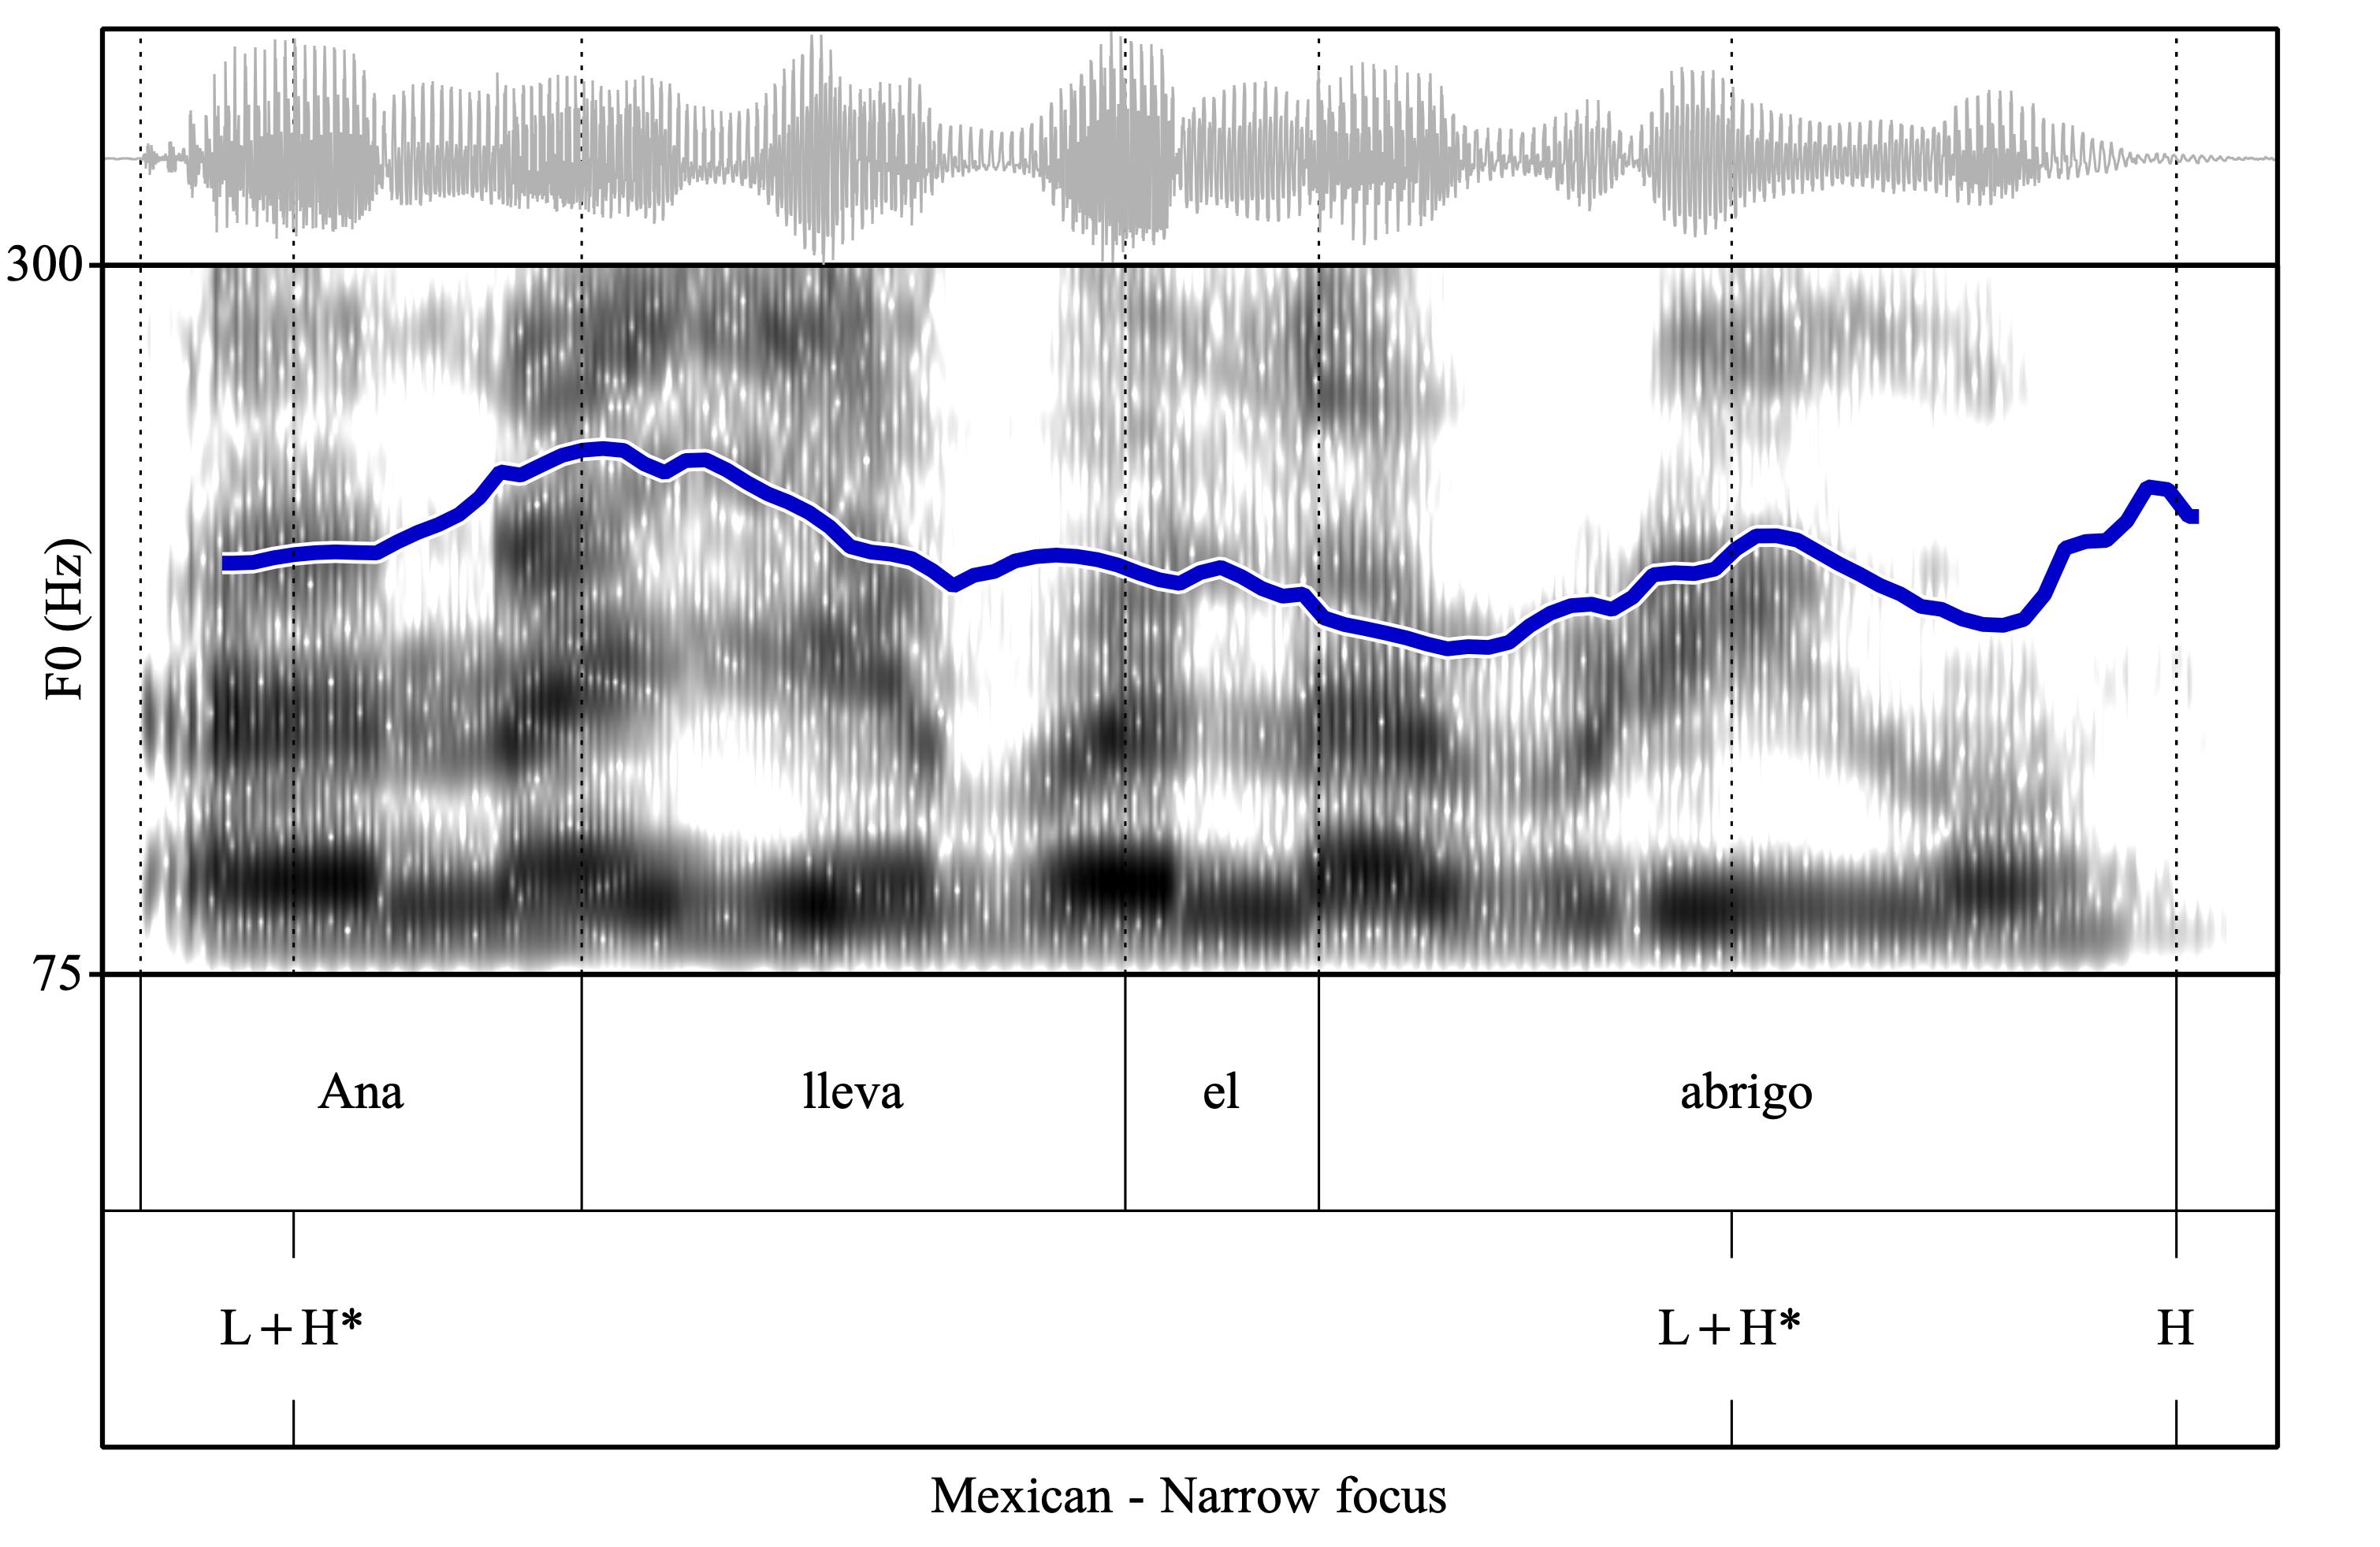 300
F0 (Hz)
75
Ana lleva el abrigo
L+H* L+H* H
Mexican - Narrow focus